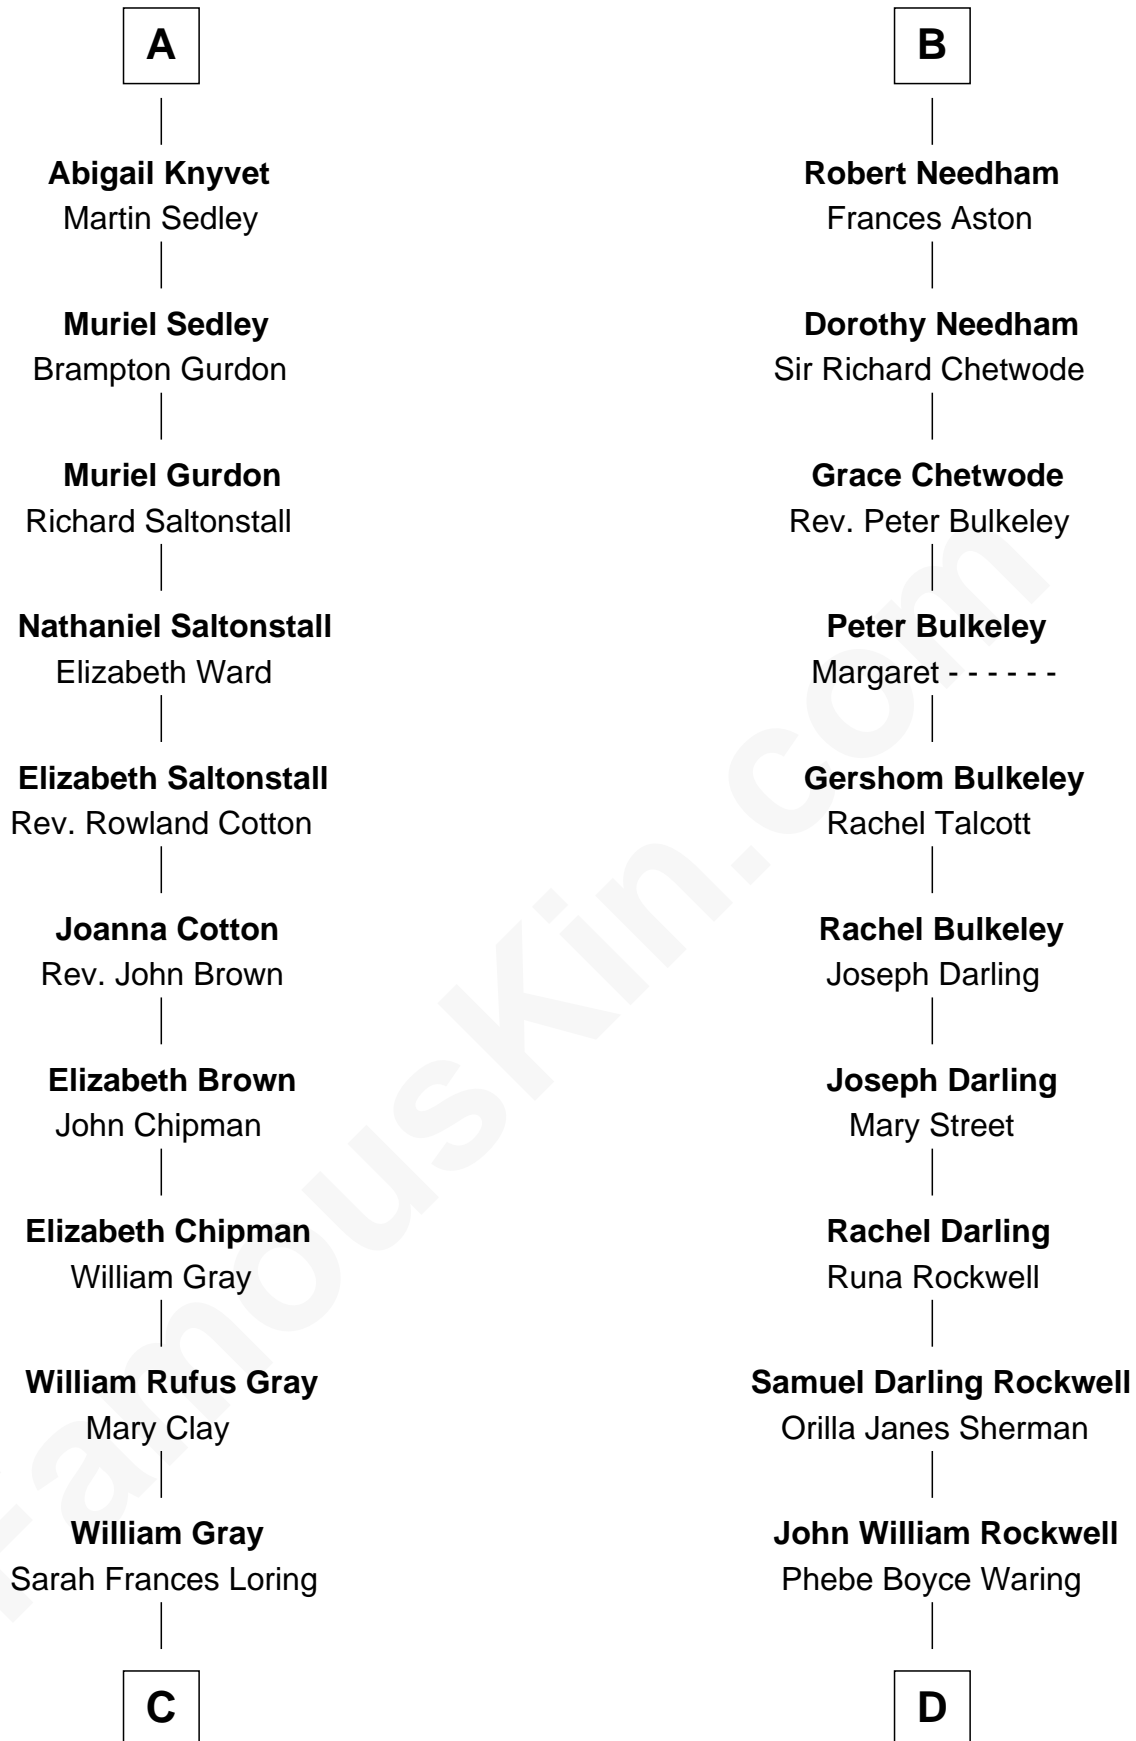 A
Abigail Knyvet
Martin Sedley
Muriel Sedley
Brampton Gurdon
Muriel Gurdon
Richard Saltonstall
Nathaniel Saltonstall
Elizabeth Ward
Elizabeth Saltonstall
Rev. Rowland Cotton
Joanna Cotton
Rev. John Brown
Elizabeth Brown
John Chipman
Elizabeth Chipman
William Gray
William Rufus Gray
Mary Clay
William Gray
Sarah Frances Loring
C
B
Robert Needham
Frances Aston
Dorothy Needham
Sir Richard Chetwode
Grace Chetwode
Rev. Peter Bulkeley
Peter Bulkeley
Margaret - - - - - -
Gershom Bulkeley
Rachel Talcott
Rachel Bulkeley
Joseph Darling
Joseph Darling
Mary Street
Rachel Darling
Runa Rockwell
Samuel Darling Rockwell
Orilla Janes Sherman
John William Rockwell
Phebe Boyce Waring
D
FamousKin.com